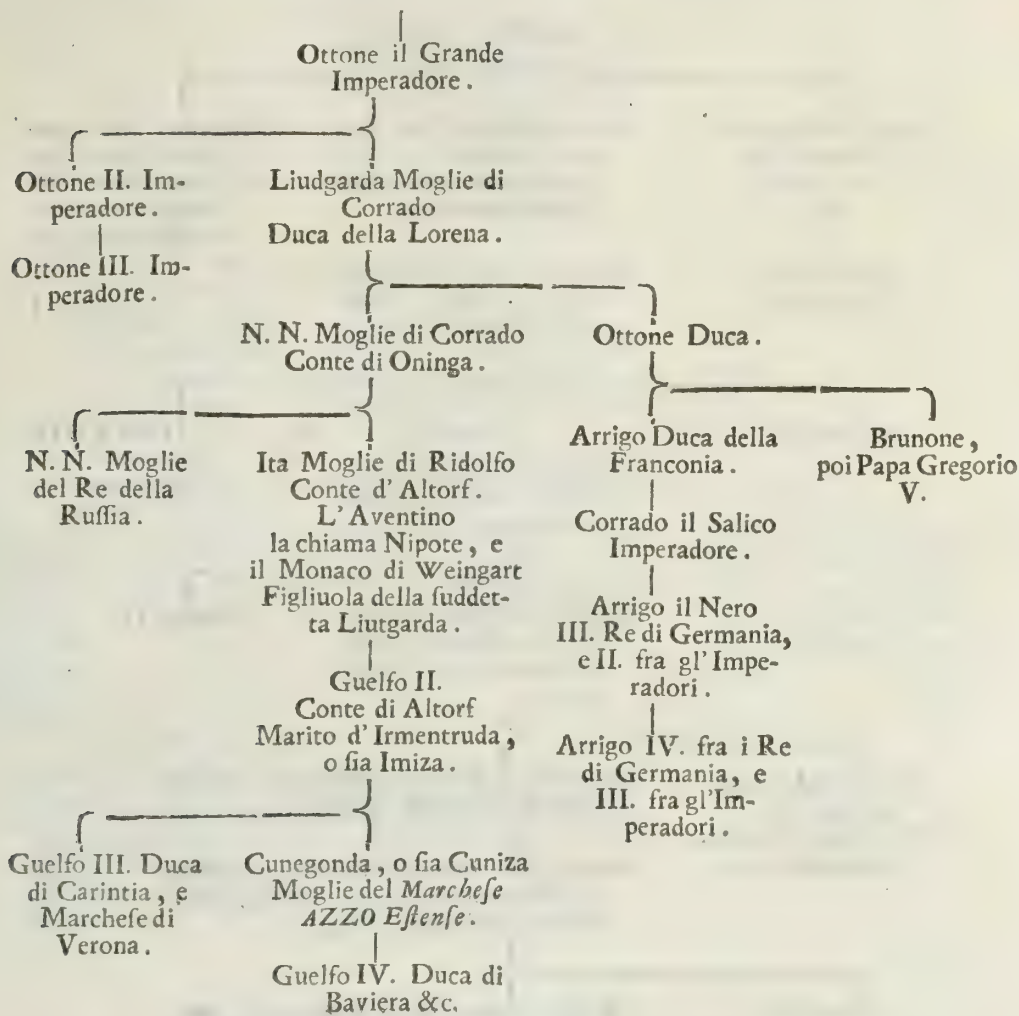 Ottone il Grande
Imperadore.
Ottone II. Im-
peradore.
Ottone III. Im-
peradore.
Liudgarda Moglie di
Corrado
Duca della Lorena.
N. N. Moglie di Corrado
Conte di Oninga.
Ottone Duca.
N. N. Moglie
del Re della
Ruſſia.
Ita Moglie di Ridolfo
Conte d'Altorf.
L'Aventino
la chiama Nipote, e
il Monaco di Weingart
Figliuola della ſuddet-
ta Liutgarda.
Arrigo Duca della
Franconia.
Brunone,
poi Papa Gregorio
V.
Corrado il Salico
Imperadore.
Arrigo il Nero
III. Re di Germania,
e II. fra gl'Impe-
radori.
Arrigo IV. fra i Re
di Germania, e
III. fra gl'Im-
peradori.
Guelfo II.
Conte di Altorf
Marito d'Irmentruda,
o ſia Imiza.
Guelfo III. Duca
di Carintia, e
Marcheſe di
Verona.
Cunegonda, o ſia Cuniza
Moglie del Marcheſe
AZZO Eſtenſe.
Guelfo IV. Duca di
Baviera &c.